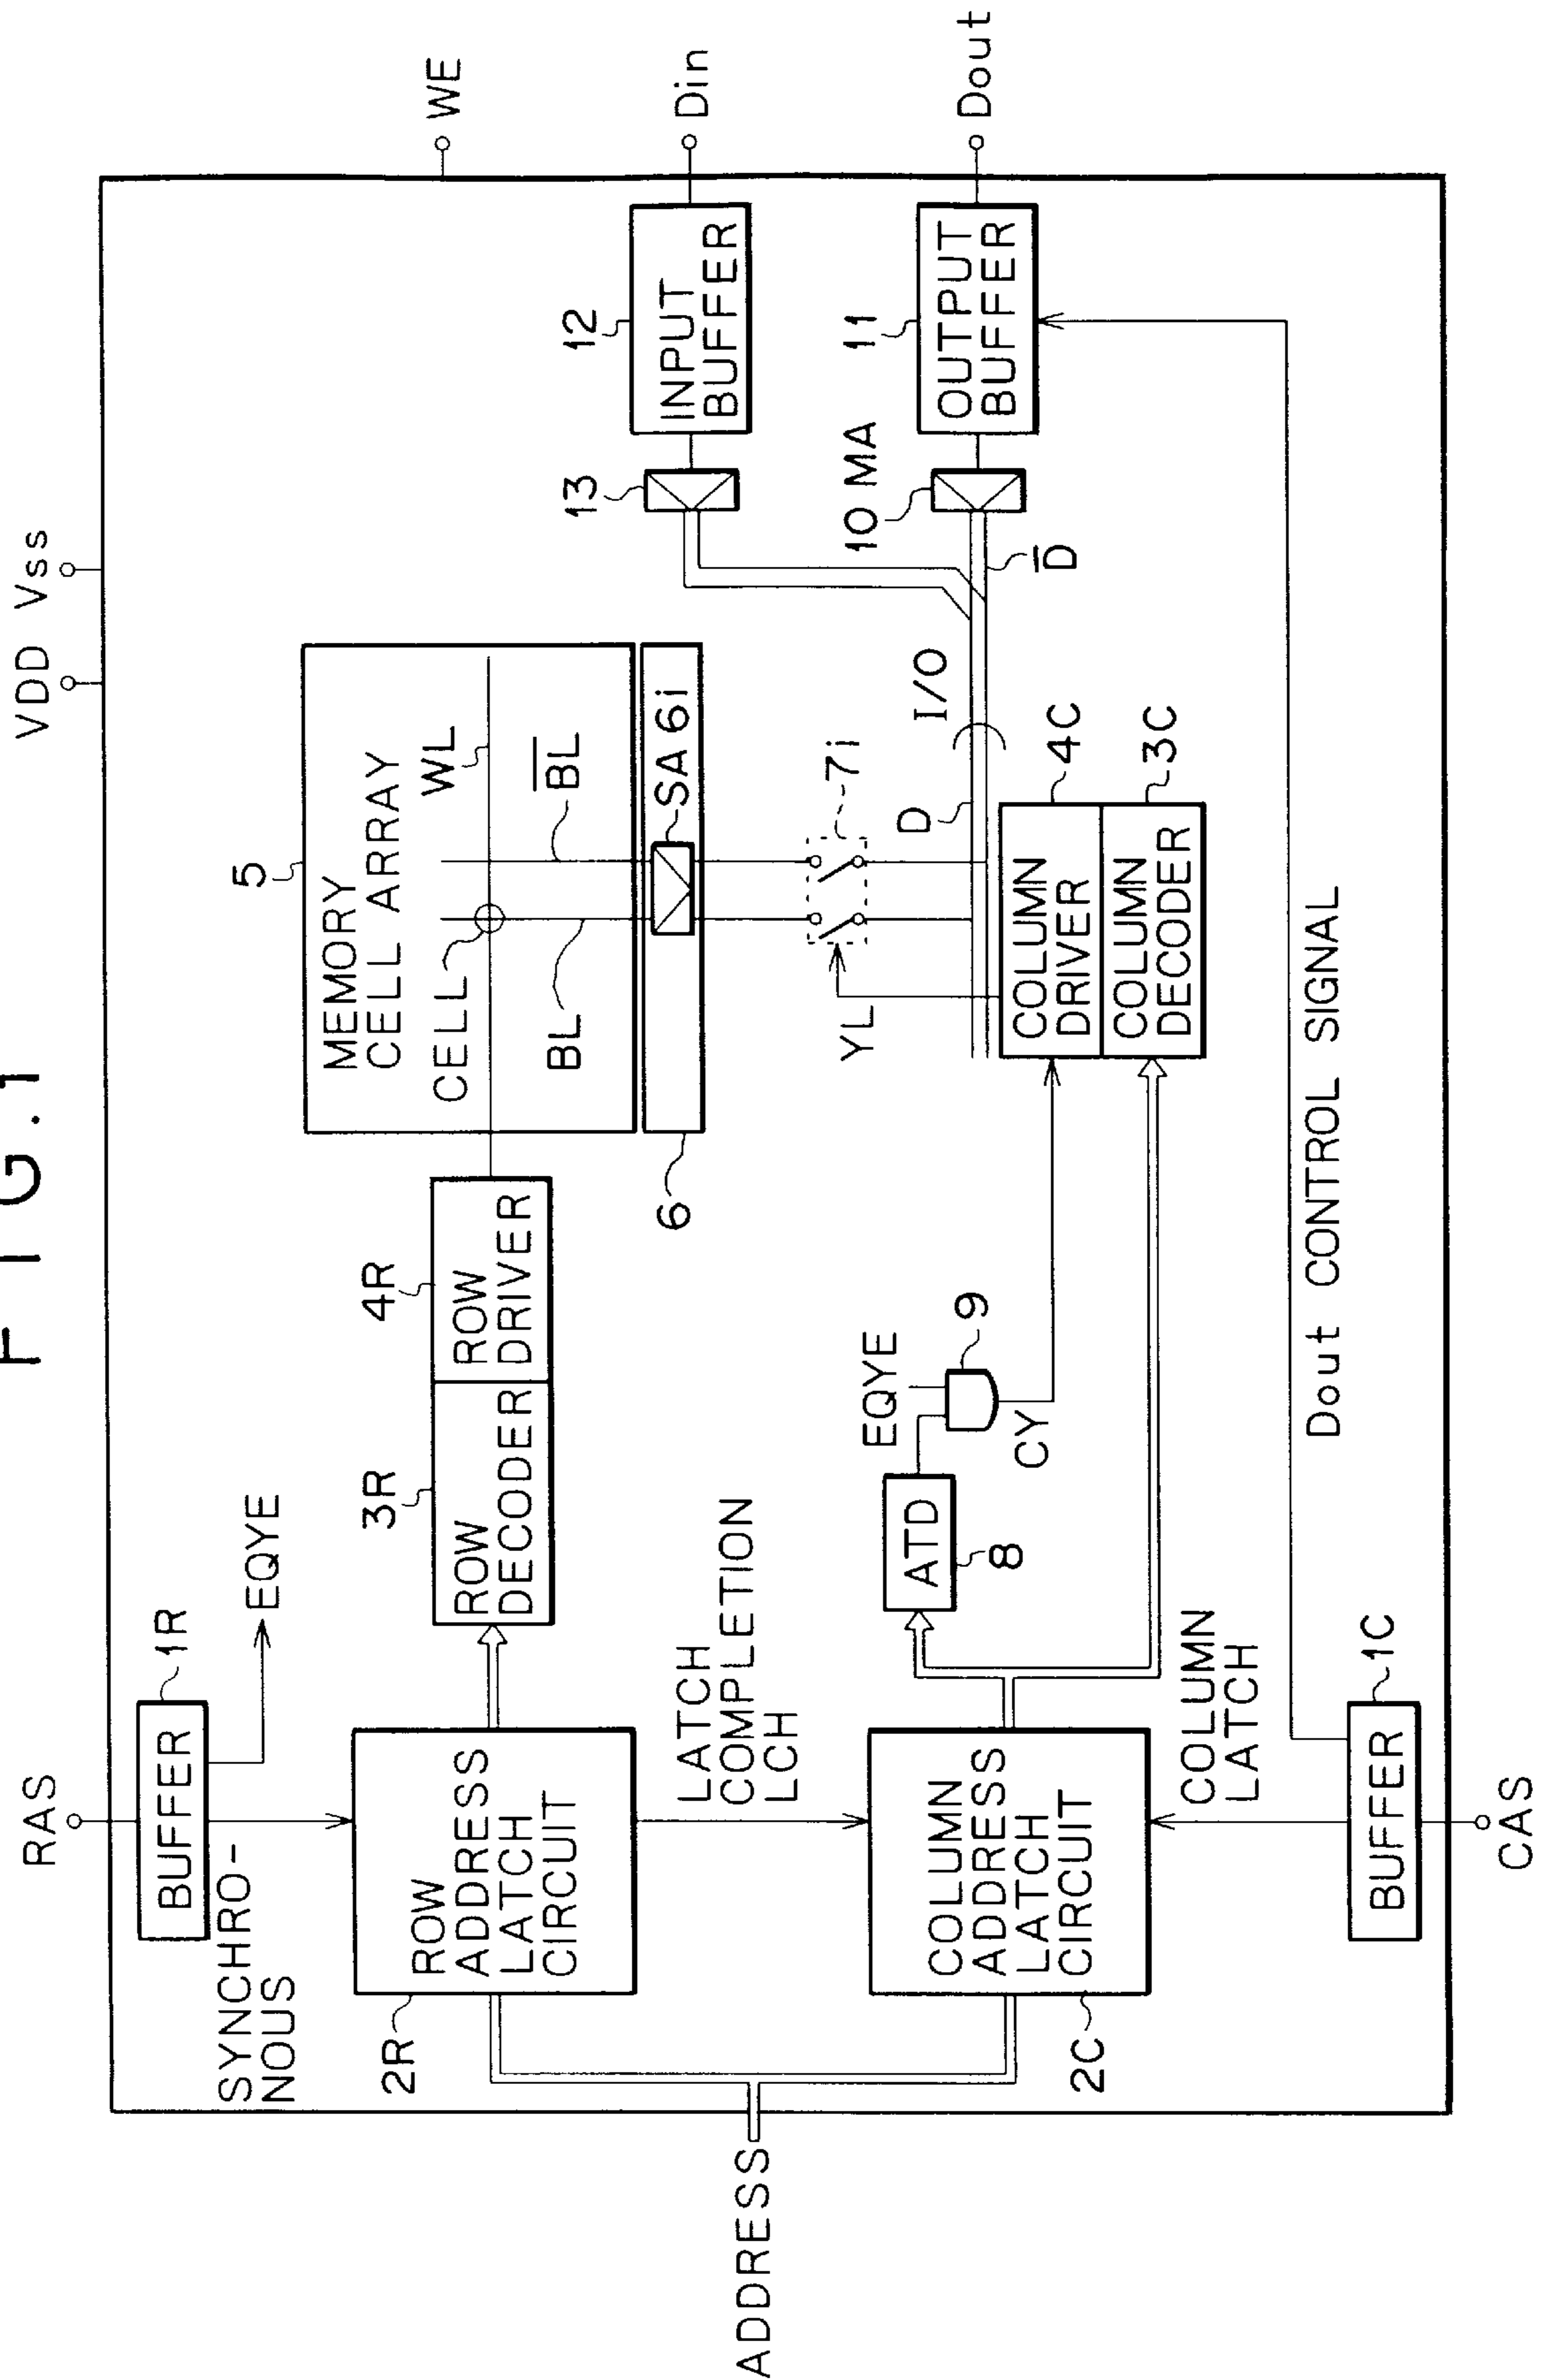 FIG.1
RAS
VDD
Vss
BUFFER
1R
SYNCHRO-
NOUS
EQYE
WE
5
MEMORY
CELL ARRAY
CELL
WL
BL
BL
2R
ROW
ADDRESS
LATCH
CIRCUIT
3R
ROW
DECODER
4R
ROW
DRIVER
6
SA 6i
12
INPUT
BUFFER
13
Din
LATCH
COMPLETION
LCH
ADDRESS
YL
7i
I/O
D
D
10 MA
11
OUTPUT
BUFFER
Dout
2C
COLUMN
ADDRESS
LATCH
CIRCUIT
ATD
8
EQYE
9
CY
COLUMN
DRIVER
4C
COLUMN
DECODER
3C
COLUMN
LATCH
Dout CONTROL SIGNAL
BUFFER
1C
CAS